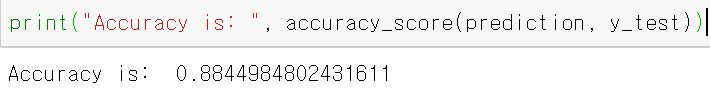 print("Accuracy is: ", accuracy_score(prediction, y_test))
Accuracy is:  0.8844984802431611